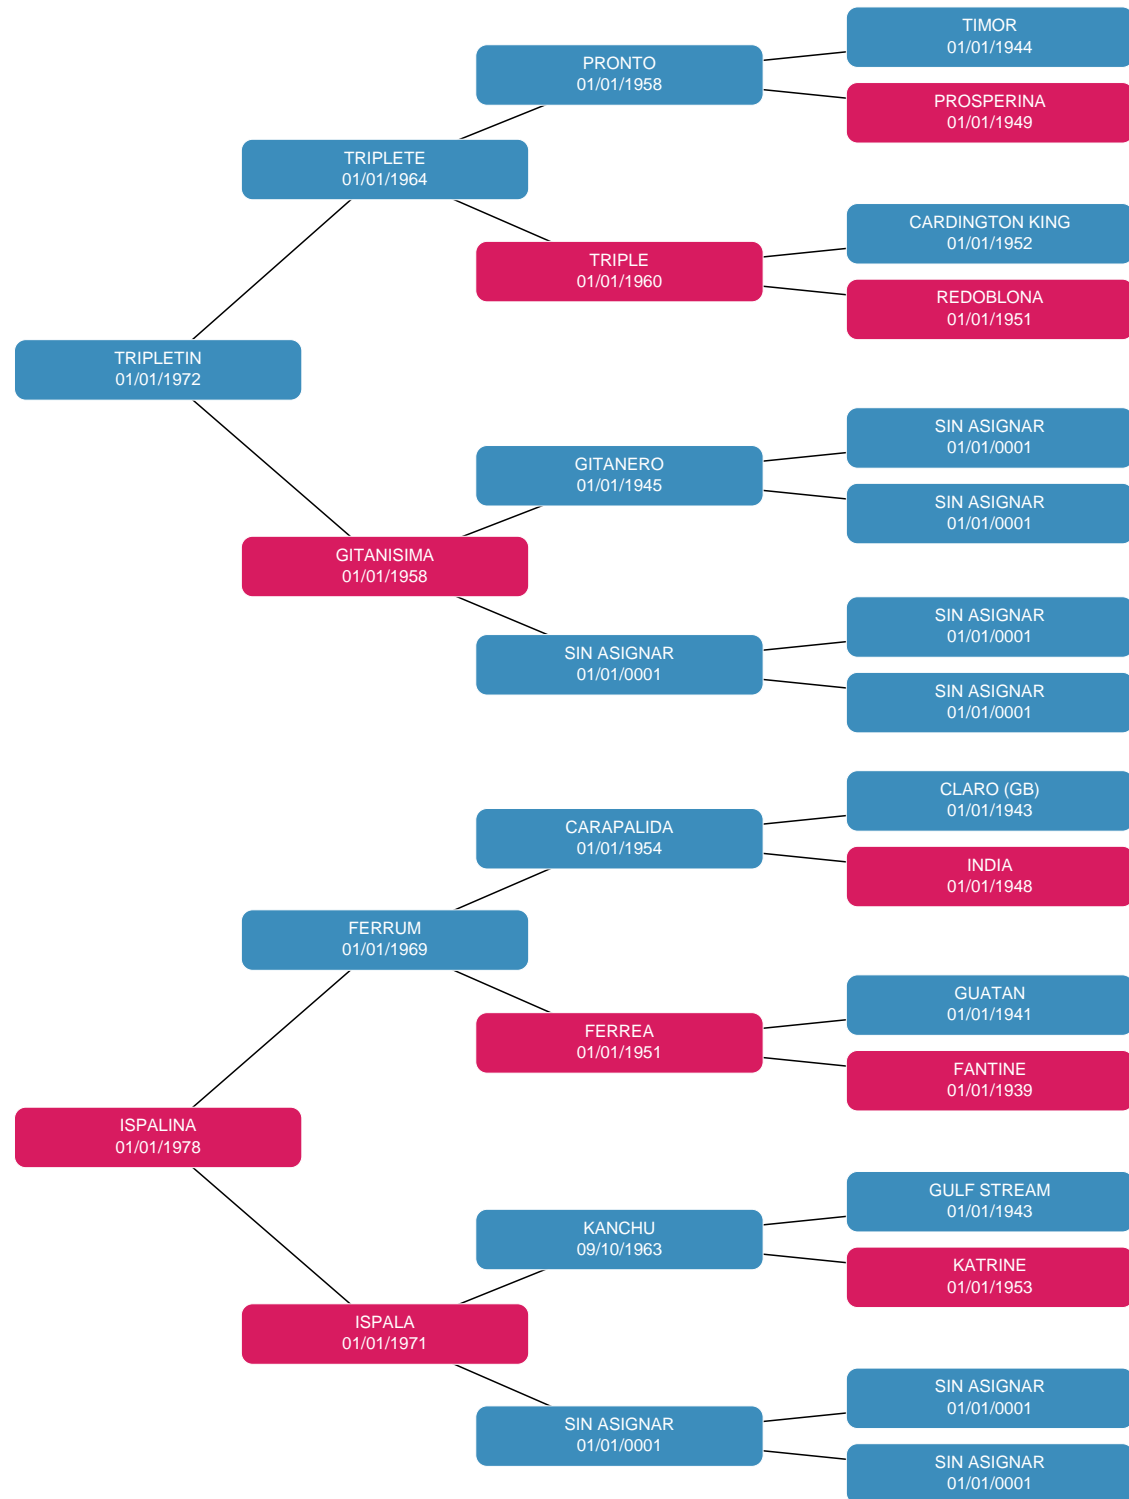 TIMOR
01/01/1944
PRONTO
01/01/1958
PROSPERINA
01/01/1949
TRIPLETE
01/01/1964
CARDINGTON KING
01/01/1952
TRIPLE
01/01/1960
REDOBLONA
01/01/1951
TRIPLETIN
01/01/1972
SIN ASIGNAR
01/01/0001
GITANERO
01/01/1945
SIN ASIGNAR
01/01/0001
GITANISIMA
01/01/1958
SIN ASIGNAR
01/01/0001
SIN ASIGNAR
01/01/0001
SIN ASIGNAR
01/01/0001
CLARO (GB)
01/01/1943
CARAPALIDA
01/01/1954
INDIA
01/01/1948
FERRUM
01/01/1969
GUATAN
01/01/1941
FERREA
01/01/1951
FANTINE
01/01/1939
ISPALINA
01/01/1978
GULF STREAM
01/01/1943
KANCHU
09/10/1963
KATRINE
01/01/1953
ISPALA
01/01/1971
SIN ASIGNAR
01/01/0001
SIN ASIGNAR
01/01/0001
SIN ASIGNAR
01/01/0001